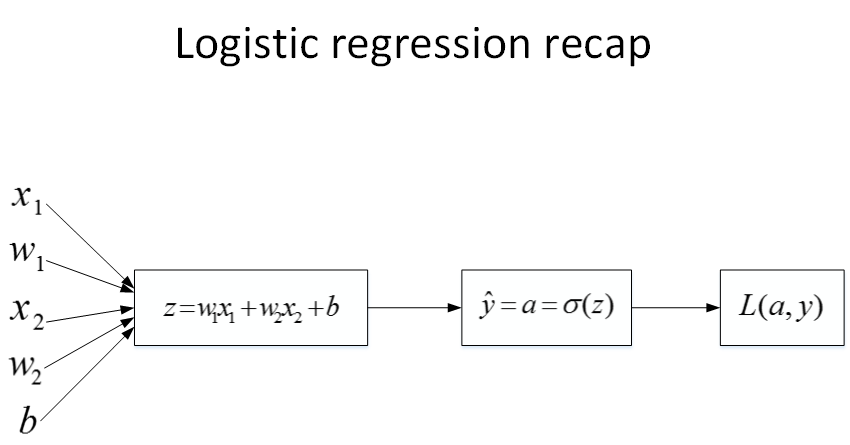 Logistic regression recap
x₁
w₁
x₂
w₂
b
z=w₁x₁+w₂x₂+b
ŷ=a=σ(z)
L(a,y)